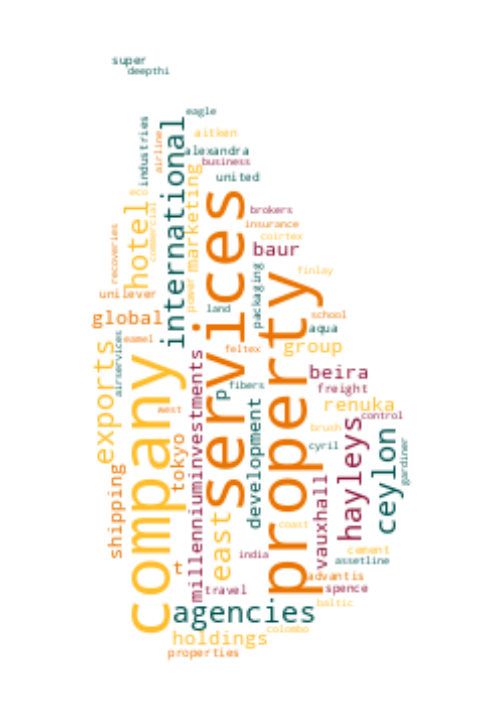 super
deepthi
eagle
industries
airline
international
aitken
alexandra
business
united
marketing
eco
hotel
commercial
services
brokers
insurance
coirtex
baur
recoveries
packaging
finlay
property
unilever
power
land
global
school
aqua
airservices
eamel
exports
company
feltex
group
millenniuminvestments
fibers
p
beira
freight
development
west
renuka
control
tokyo
hayleys
ceylon
brush
cyril
gardiner
shipping
east
vauxhall
coast
india
cement
assetline
t
advantis
travel
spence
agencies
baltic
holdings
colombo
properties